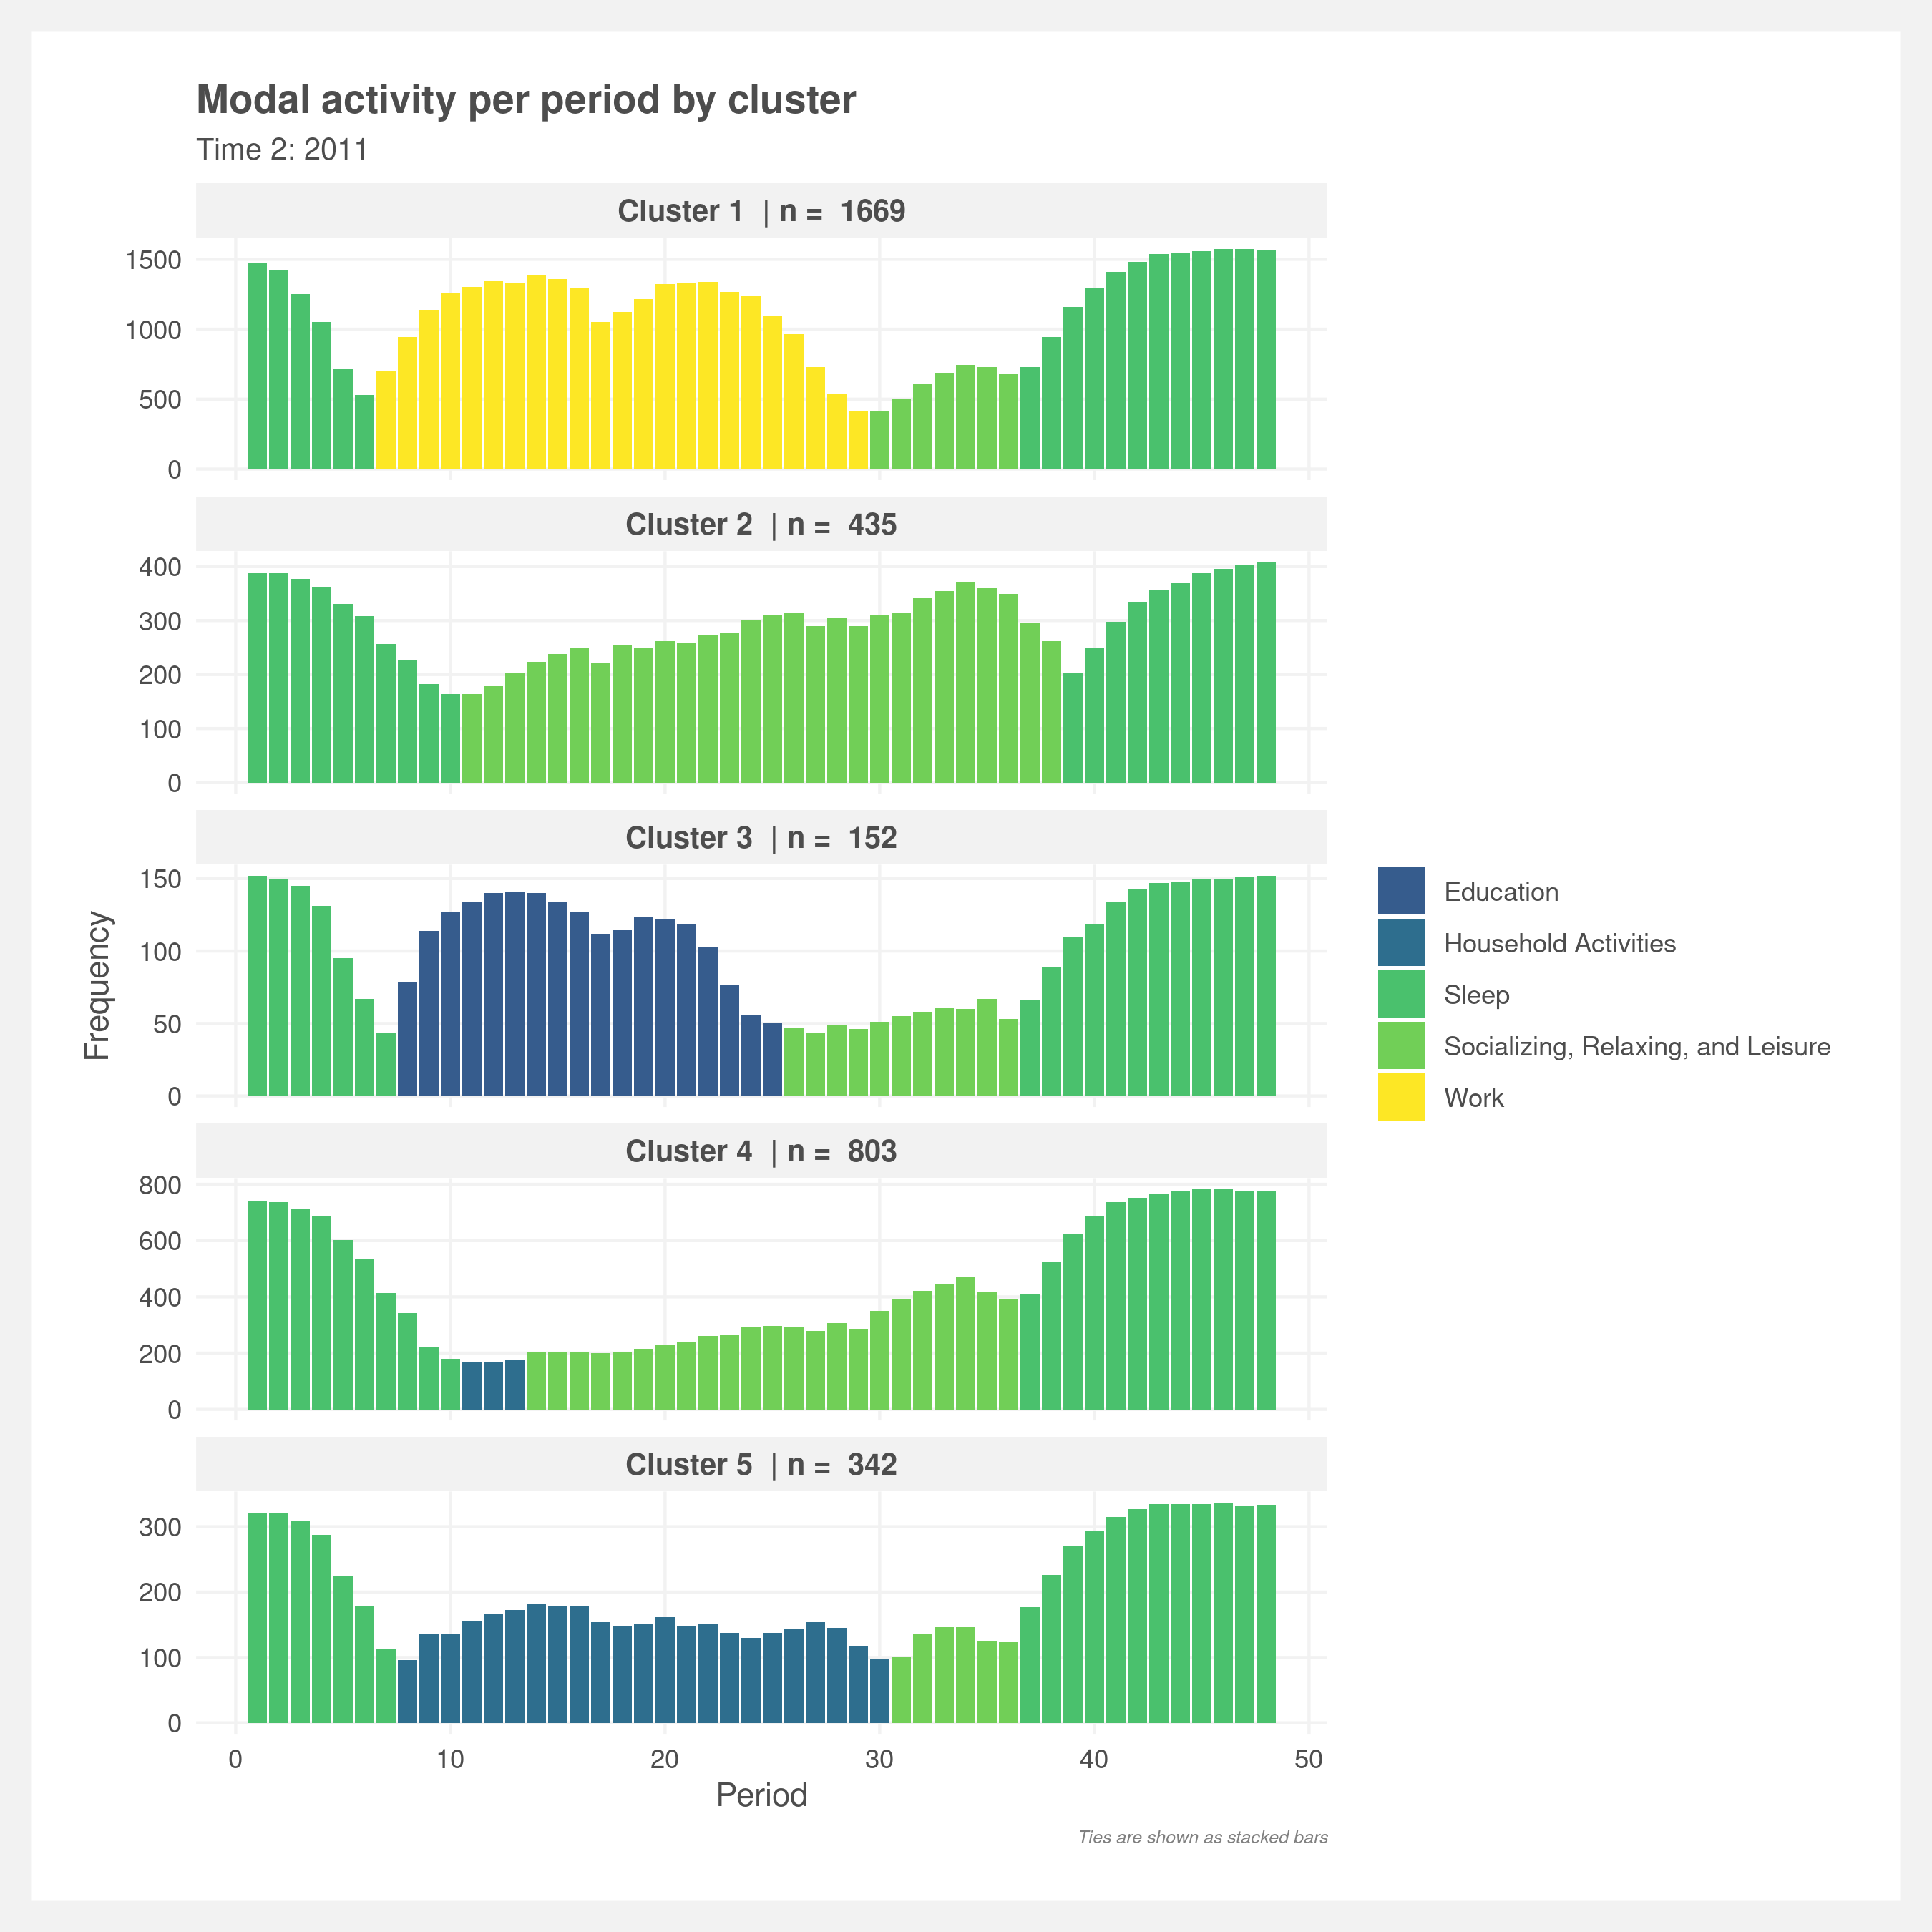 Modal activity per period by cluster
Time 2: 2011
Cluster 1 | n = 1669
1500
1000
500
0
Cluster 2 | n = 435
400
300
200
100
0
Cluster 3 | n = 152
150
100
50
0
Cluster 4 | n = 803
800
600
400
200
0
Cluster 5 | n = 342
300
200
100
0
0 10 20 30 40 50
Period
Frequency
Education
Household Activities
Sleep
Socializing, Relaxing, and Leisure
Work
Ties are shown as stacked bars